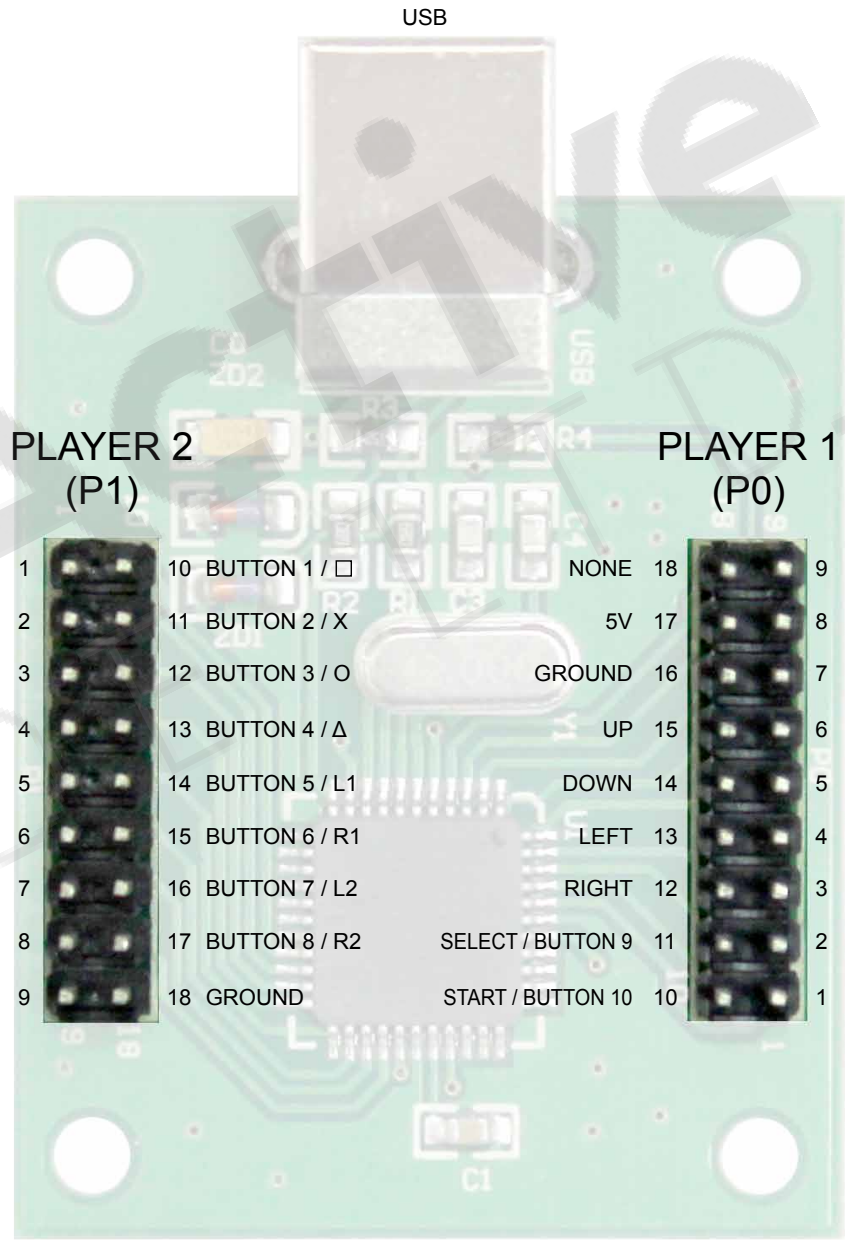 USB
PLAYER 2
(P1)
PLAYER 1
(P0)
1 10 BUTTON 1 / □
2 11 BUTTON 2 / X
3 12 BUTTON 3 / O
4 13 BUTTON 4 / Δ
5 14 BUTTON 5 / L1
6 15 BUTTON 6 / R1
7 16 BUTTON 7 / L2
8 17 BUTTON 8 / R2
9 18 GROUND
NONE 18 9
5V 17 8
GROUND 16 7
UP 15 6
DOWN 14 5
LEFT 13 4
RIGHT 12 3
SELECT / BUTTON 9 11 2
START / BUTTON 10 10 1
USB
ZD2
R3
R4
C4
R2
R1
C3
ZD1
Y1
U1
C1
18
1